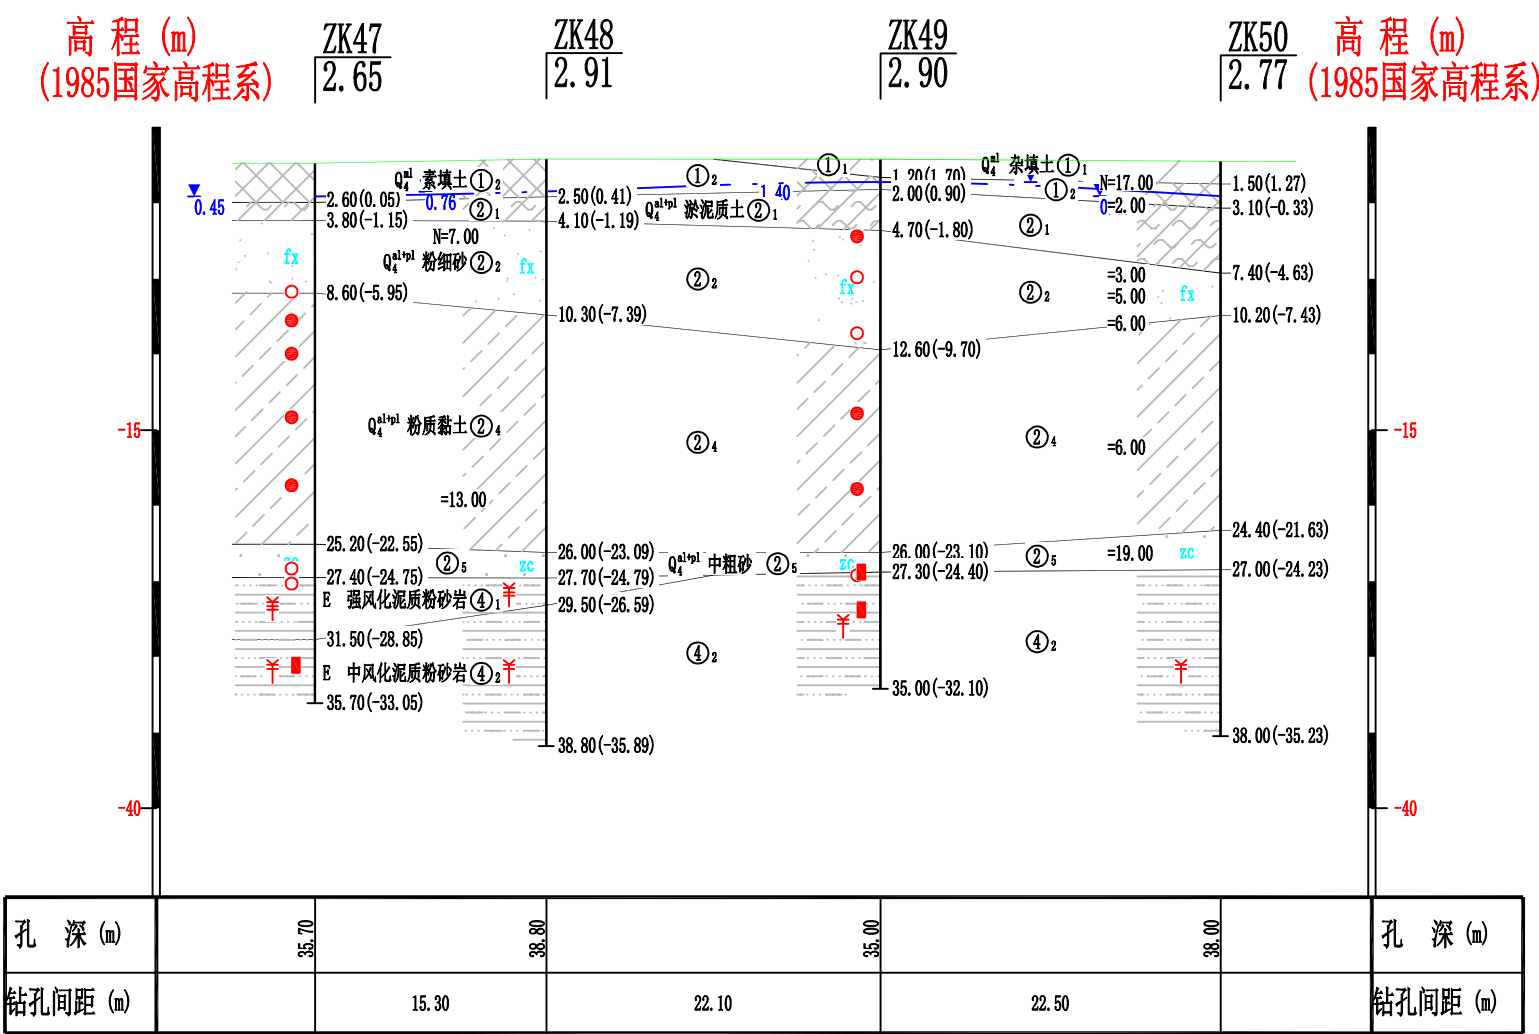 高 程 (m)
(1985国家高程系)
ZK47
2.65
ZK48
2.91
ZK49
2.90
ZK50
2.77
高 程 (m)
(1985国家高程系)
0.45
Q4ml 素填土①2
2.60(0.05)
0.76
②1
3.80(-1.15)
N=7.00
fx
Q4al+pl 粉细砂②2
fx
8.60(-5.95)
2.50(0.41)
4.10(-1.19)
10.30(-7.39)
①2
①1
1.40
Q4al+pl 淤泥质土②1
②2
1.20(1.70)
2.00(0.90)
4.70(-1.80)
fx
12.60(-9.70)
Q4ml 杂填土①1
①2
N=17.00
=2.00
②1
②2
=3.00
=5.00
=6.00
fx
1.50(1.27)
3.10(-0.33)
7.40(-4.63)
10.20(-7.43)
-15
Q4al+pl 粉质黏土②4
②4
②4
=6.00
-15
=13.00
25.20(-22.55)
②5
zc
27.40(-24.75)
26.00(-23.09)
27.70(-24.79)
29.50(-26.59)
Q4al+pl 中粗砂 ②5
zc
26.00(-23.10)
27.30(-24.40)
②5
=19.00
zc
24.40(-21.63)
27.00(-24.23)
E 强风化泥质粉砂岩④1
31.50(-28.85)
E 中风化泥质粉砂岩④2
35.70(-33.05)
④2
④2
35.00(-32.10)
38.80(-35.89)
38.00(-35.23)
-40
-40
孔 深 (m)
35.70
38.80
35.00
38.00
孔 深 (m)
钻孔间距 (m)
15.30
22.10
22.50
钻孔间距 (m)